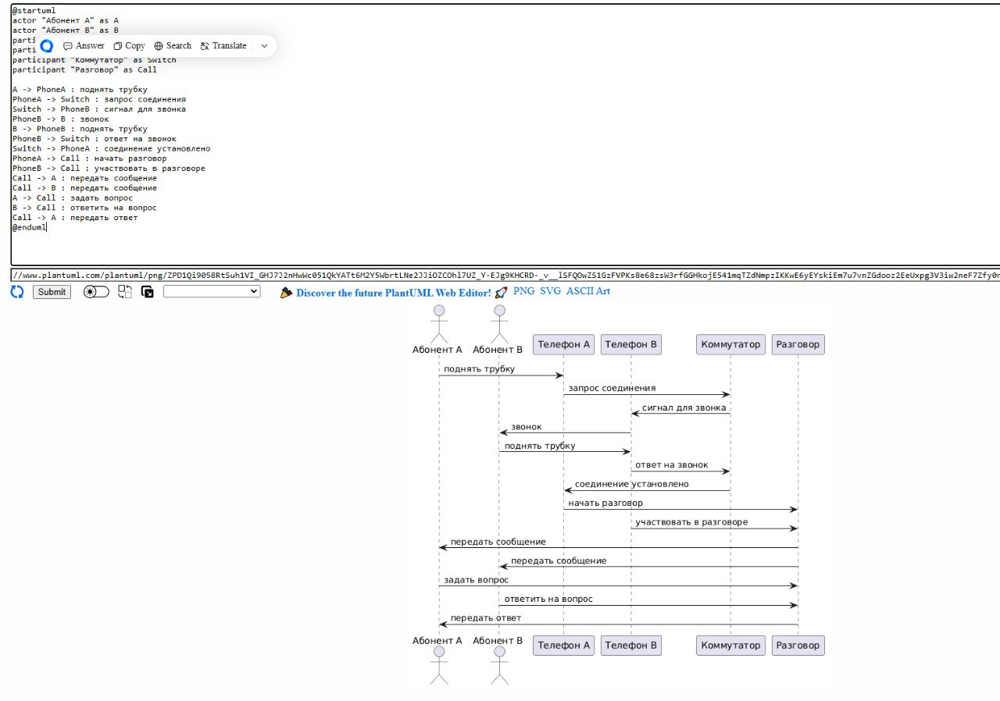 @startuml
actor "Абонент A" as A
actor "Абонент B" as B
parti
parti
Answer Copy Search Translate
participant "Коммутатор" as Switch
participant "Разговор" as Call
A -> PhoneA : поднять трубку
PhoneA -> Switch : запрос соединения
Switch -> PhoneB : сигнал для звонка
PhoneB -> B : звонок
B -> PhoneB : поднять трубку
PhoneB -> Switch : ответ на звонок
Switch -> PhoneA : соединение установлено
PhoneA -> Call : начать разговор
PhoneB -> Call : участвовать в разговоре
Call -> A : передать сообщение
Call -> B : передать сообщение
A -> Call : задать вопрос
B -> Call : ответить на вопрос
Call -> A : передать ответ
@enduml
//www.plantuml.com/plantuml/png/
Submit Discover the future PlantUML Web Editor! PNG SVG ASCII Art
Абонент A Абонент B Телефон A Телефон B Коммутатор Разговор
поднять трубку
запрос соединения
сигнал для звонка
звонок
поднять трубку
ответ на звонок
соединение установлено
начать разговор
участвовать в разговоре
передать сообщение
передать сообщение
задать вопрос
ответить на вопрос
передать ответ
Абонент A Абонент B Телефон A Телефон B Коммутатор Разговор